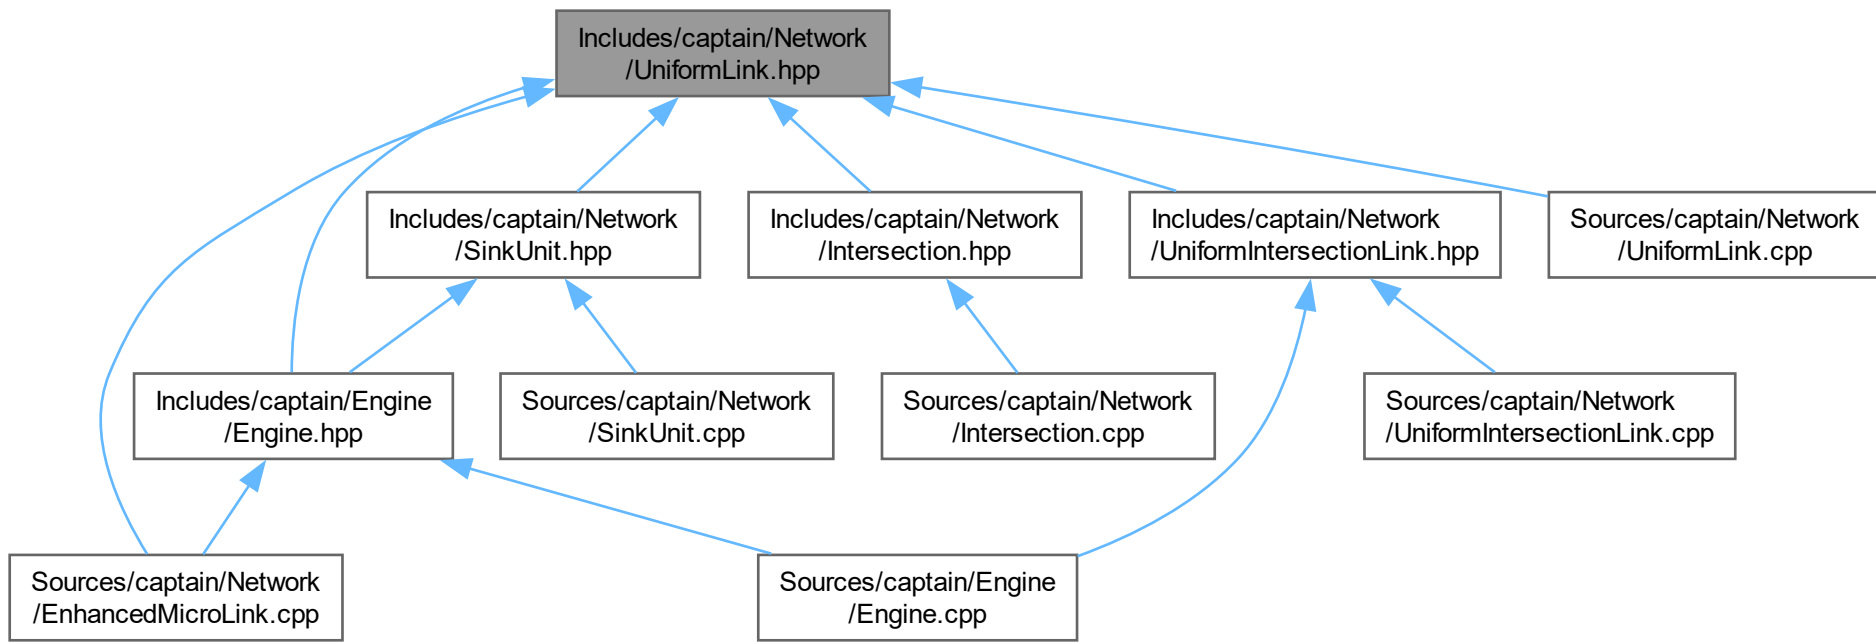 Includes/captain/Network
/UniformLink.hpp
Includes/captain/Network
/SinkUnit.hpp
Includes/captain/Network
/Intersection.hpp
Includes/captain/Network
/UniformIntersectionLink.hpp
Sources/captain/Network
/UniformLink.cpp
Includes/captain/Engine
/Engine.hpp
Sources/captain/Network
/SinkUnit.cpp
Sources/captain/Network
/Intersection.cpp
Sources/captain/Network
/UniformIntersectionLink.cpp
Sources/captain/Network
/EnhancedMicroLink.cpp
Sources/captain/Engine
/Engine.cpp